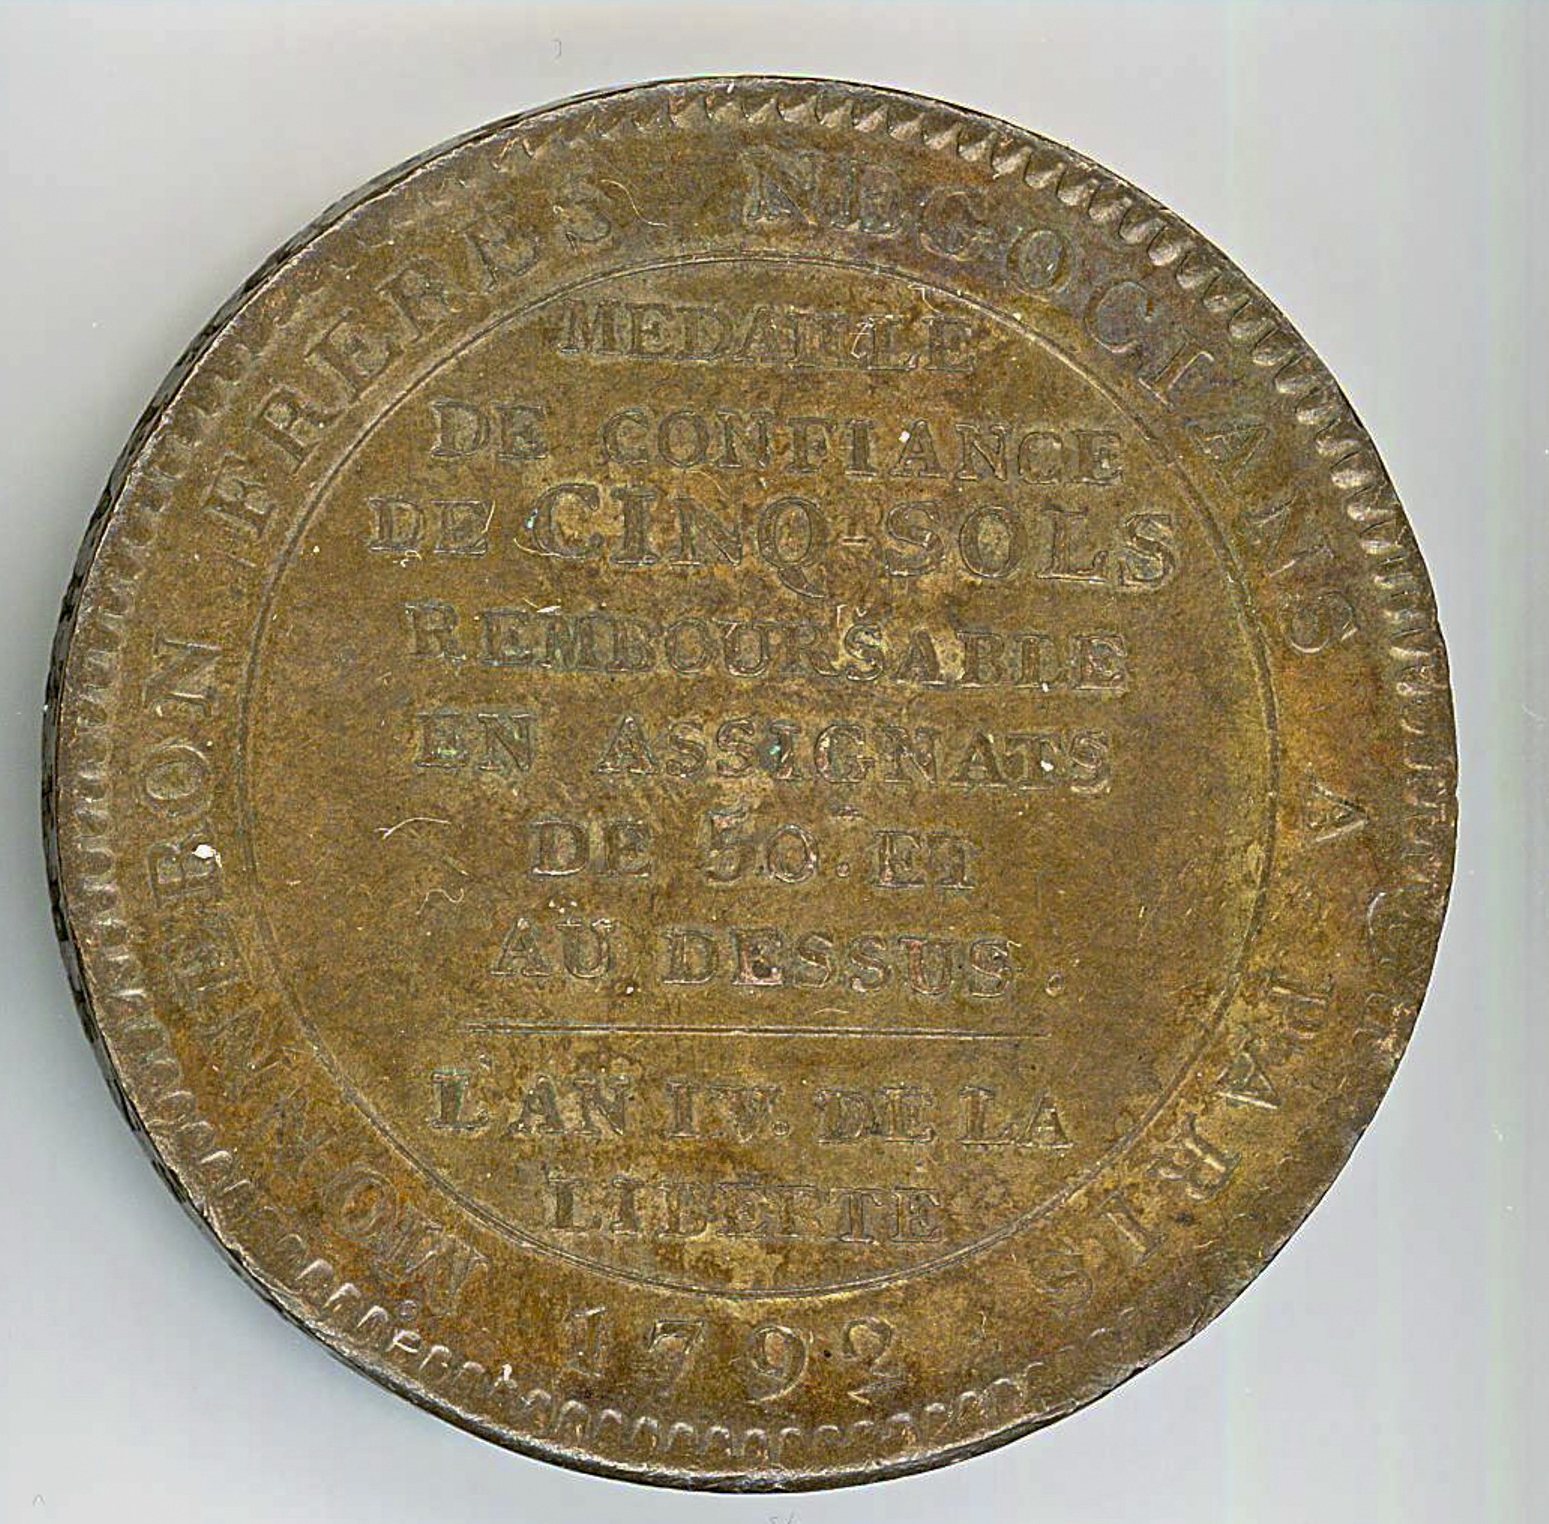 MONNERON FRERES NEGOCIANS A PARIS
MEDAILLE
DE CONFIANCE
DE CINQ-SOLS
REMBOURSABLE
EN ASSIGNATS
DE 50.# ET
AU DESSUS.
L'AN IV. DE LA
LIBERTE
1792